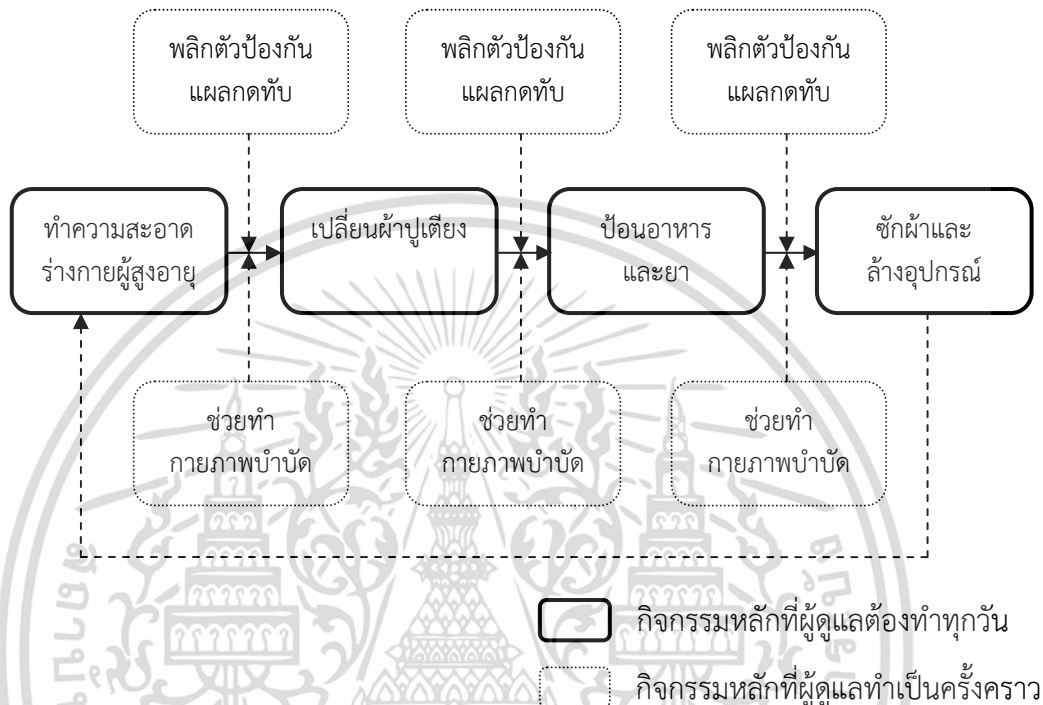 พลิกตัวป้องกัน
แผลกดทับ
พลิกตัวป้องกัน
แผลกดทับ
พลิกตัวป้องกัน
แผลกดทับ
ทำความสะอาด
ร่างกายผู้สูงอายุ
เปลี่ยนผ้าปูเตียง
ป้อนอาหาร
และยา
ซักผ้าและ
ล้างอุปกรณ์
ช่วยทำ
กายภาพบำบัด
ช่วยทำ
กายภาพบำบัด
ช่วยทำ
กายภาพบำบัด
กิจกรรมหลักที่ผู้ดูแลต้องทำทุกวัน
กิจกรรมหลักที่ผู้ดูแลทำเป็นครั้งคราว